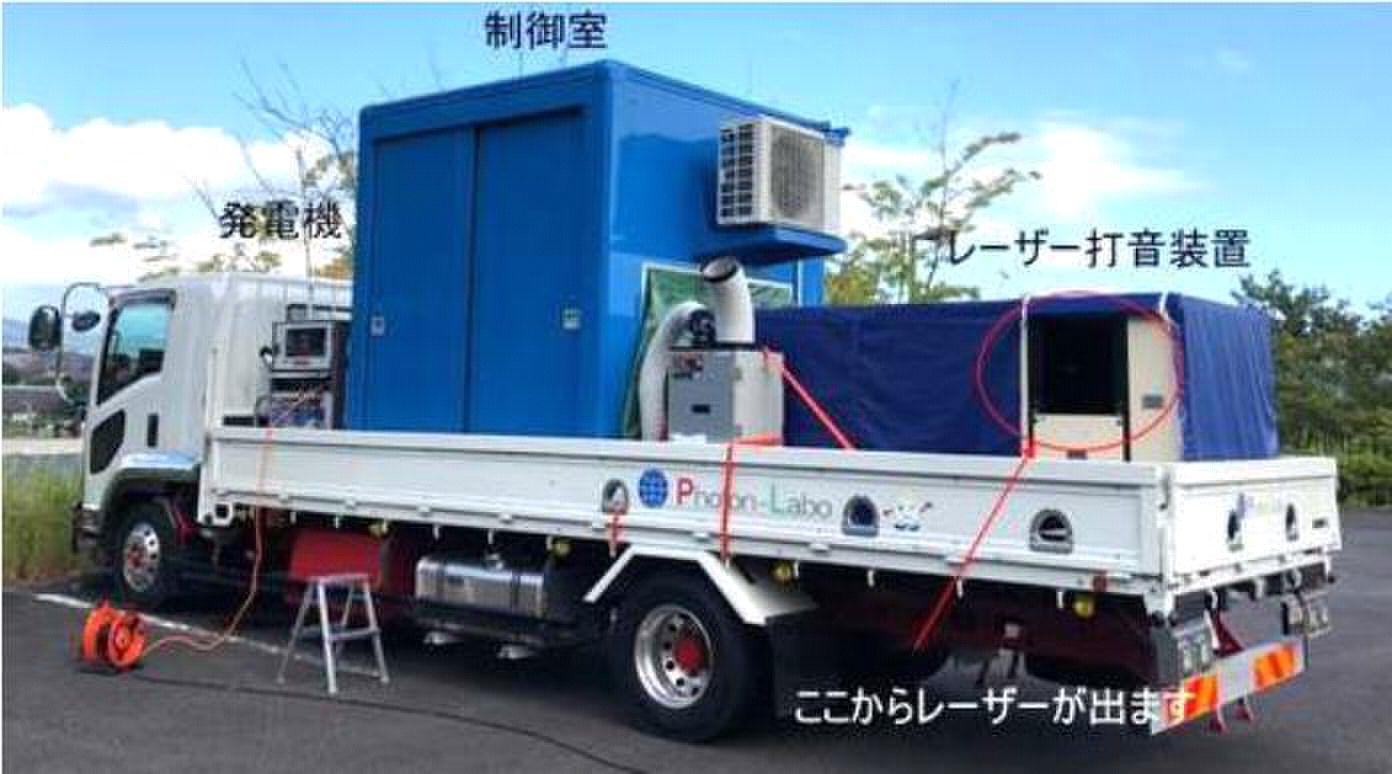 制御室
発電機
レーザー打音装置
Photon-Labo
ここからレーザーが出ます